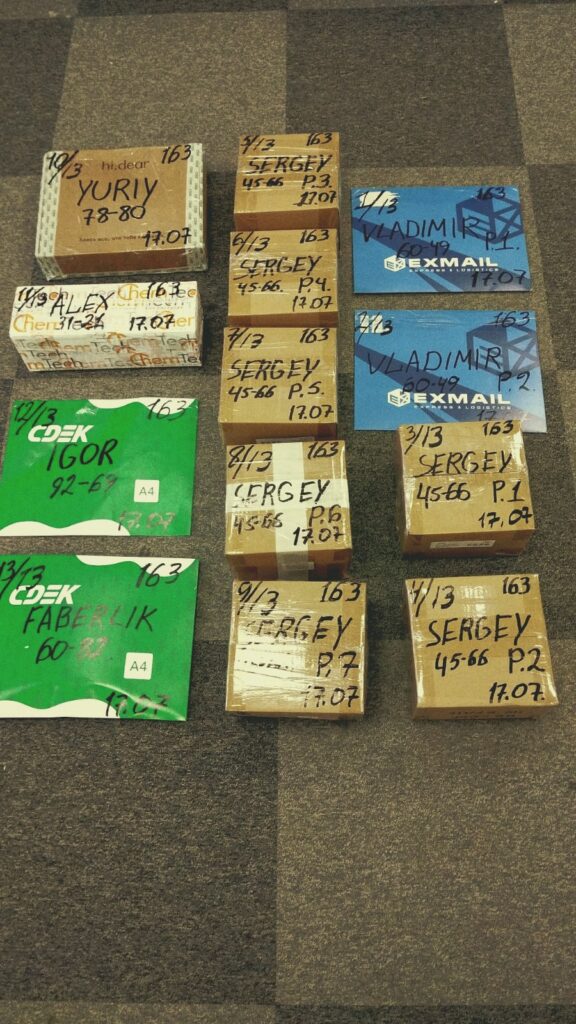 10/13 163
hi, dear
YURIY
78-80
17.07
11/13 163
ALEX
17.07
ChemTech
12/13 163
CDEK
IGOR
92-69
A4
17.07
13/13 163
CDEK
FABERLIK
A4
17.07
5/13 163
SERGEY
45-66 P.3.
17.07
6/13 163
SERGEY
45-66 P.4.
17.07
7/13 163
SERGEY
45-66 P.5.
17.07
8/13 163
SERGEY
45-66 P.6
17.07
9/13 163
SERGEY
P.7
17.07
1/13 163
VLADIMIR P.1.
60-49
EXMAIL
EXPRESS & LOGISTICS
17.07
2/13 163
VLADIMIR P.2.
60-49
EXMAIL
EXPRESS & LOGISTICS
3/13 163
SERGEY
45-66 P.1
17.07
4/13 163
SERGEY
45-66 P.2
17.07.